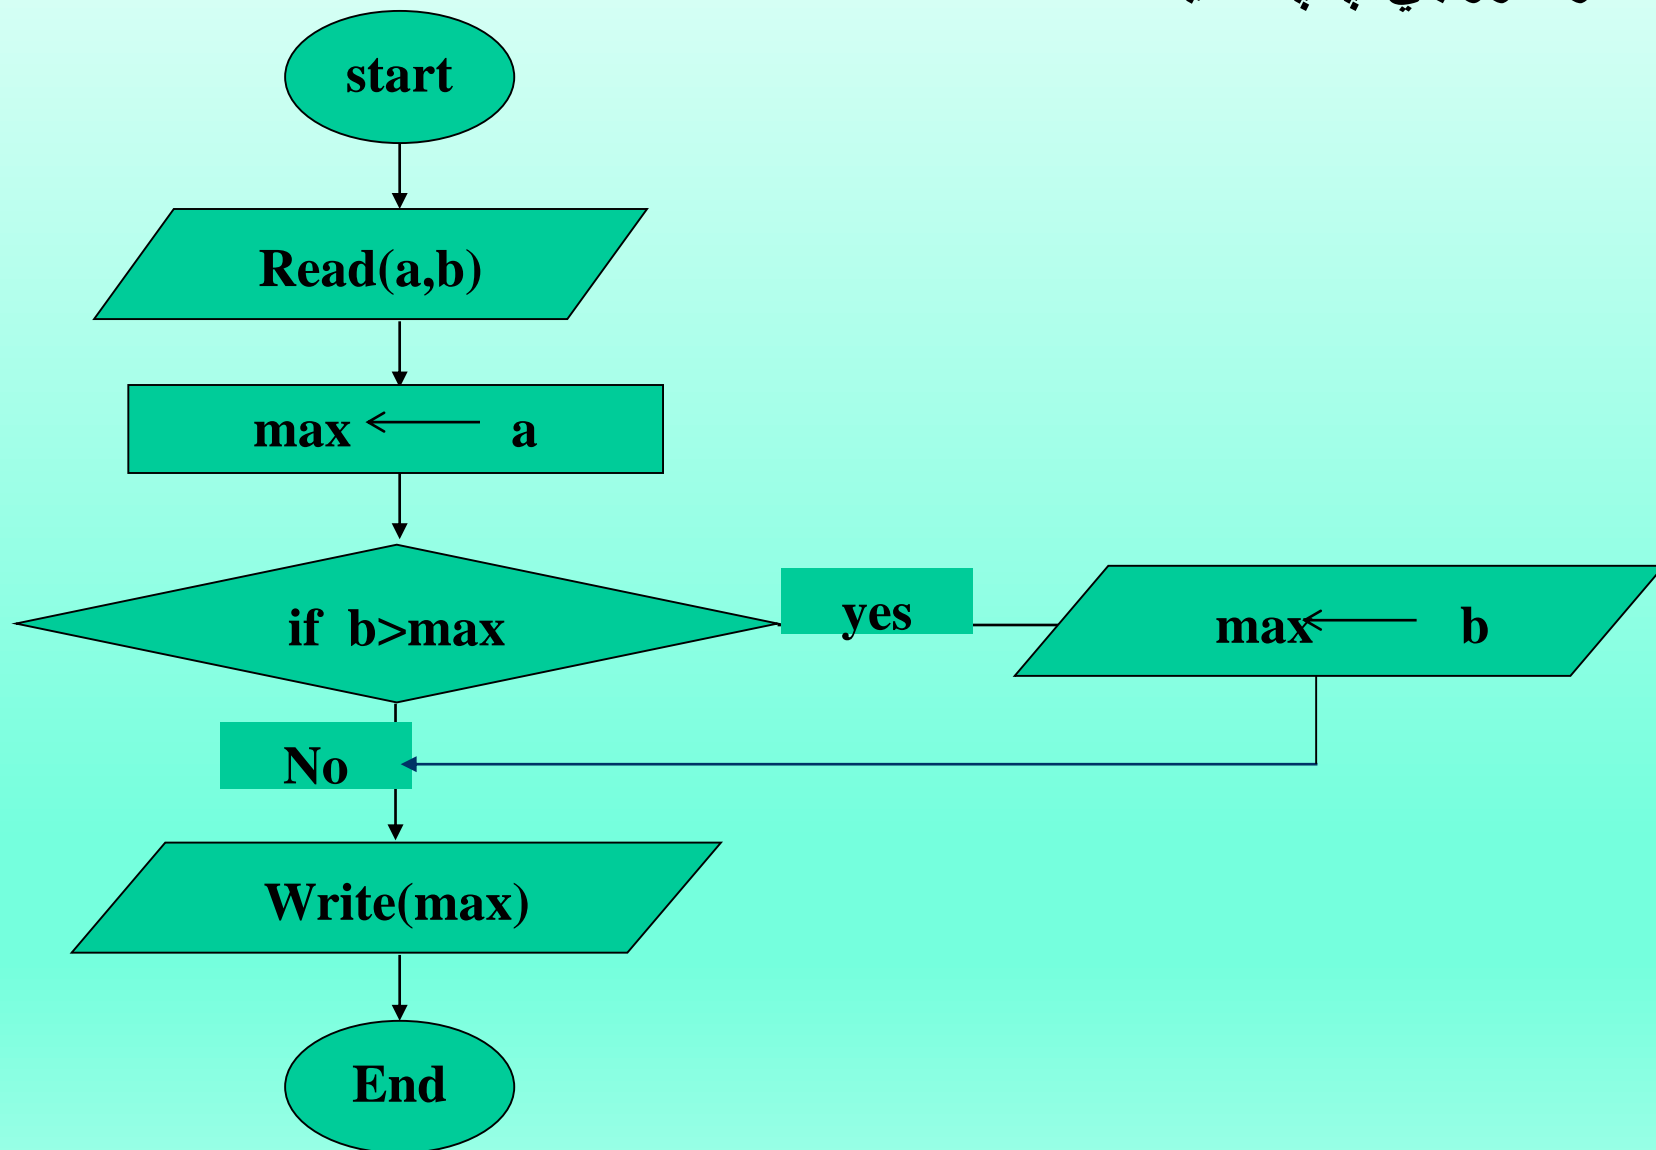 start
Read(a,b)
max ← a
if b>max
yes
max ← b
No
Write(max)
End